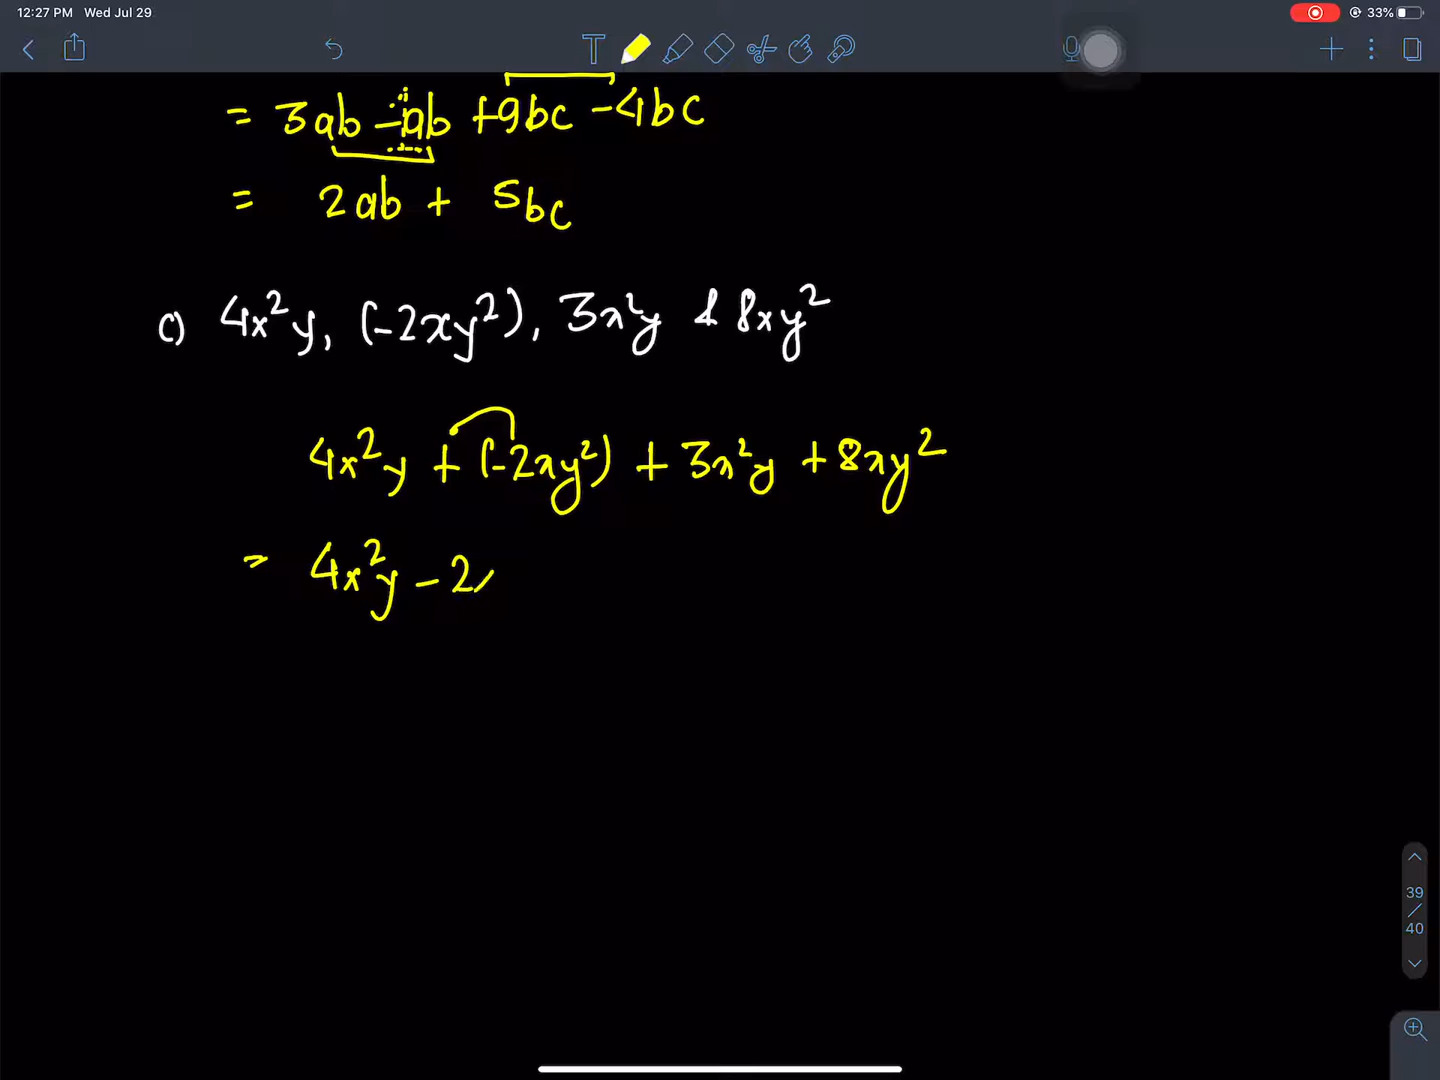 12:27 PM Wed Jul 29
33%
T
= 3ab - 1ab + 9bc - 4bc
= 2ab + 5bc
c) 4x²y, (-2xy²), 3x²y & 8xy²
4x²y + (-2xy²) + 3x²y + 8xy²
= 4x²y - 2
39
/
40